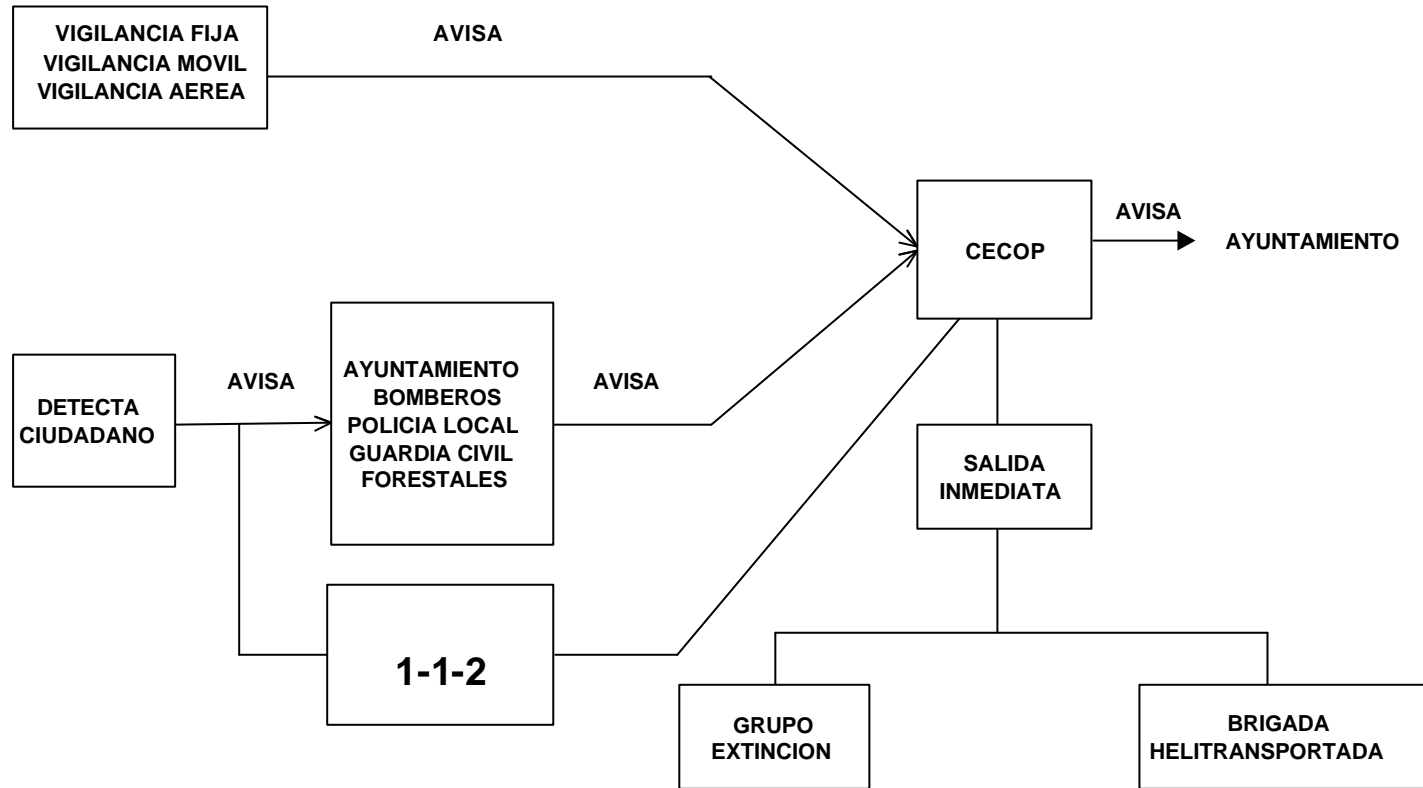 VIGILANCIA FIJA
VIGILANCIA MOVIL
VIGILANCIA AEREA
AVISA
CECOP
AVISA
AYUNTAMIENTO
DETECTA
CIUDADANO
AVISA
AYUNTAMIENTO
BOMBEROS
POLICIA LOCAL
GUARDIA CIVIL
FORESTALES
AVISA
1-1-2
SALIDA
INMEDIATA
GRUPO
EXTINCION
BRIGADA
HELITRANSPORTADA